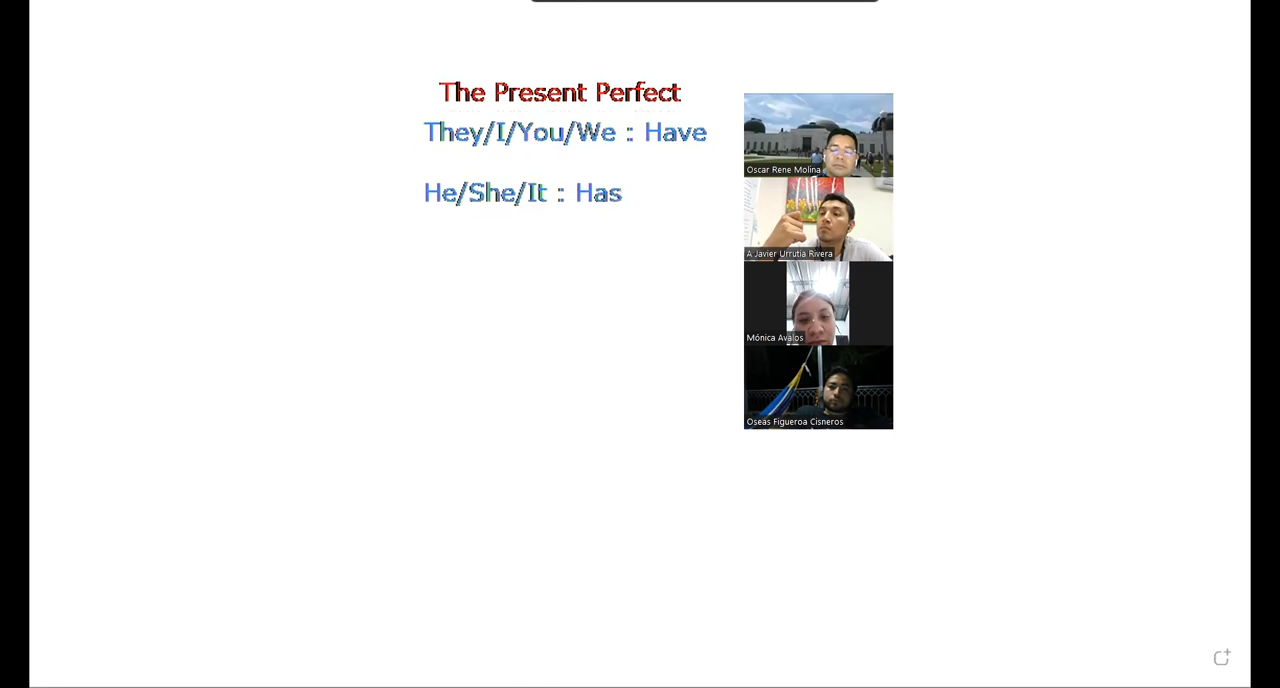 The Present Perfect
They/I/You/We : Have
He/She/It : Has
Oscar Rene Molina
A Javier Urrutia Rivera
Mónica Avalos
Oseas Figueroa Cisneros